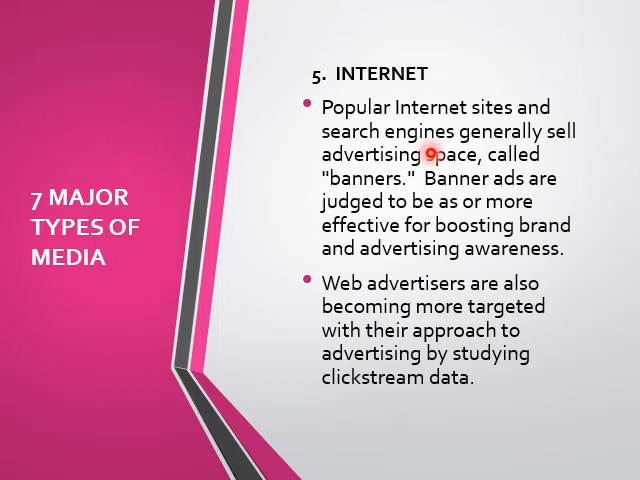 7 MAJOR
TYPES OF
MEDIA
5. INTERNET
• Popular Internet sites and
search engines generally sell
advertising space, called
"banners." Banner ads are
judged to be as or more
effective for boosting brand
and advertising awareness.
• Web advertisers are also
becoming more targeted
with their approach to
advertising by studying
clickstream data.